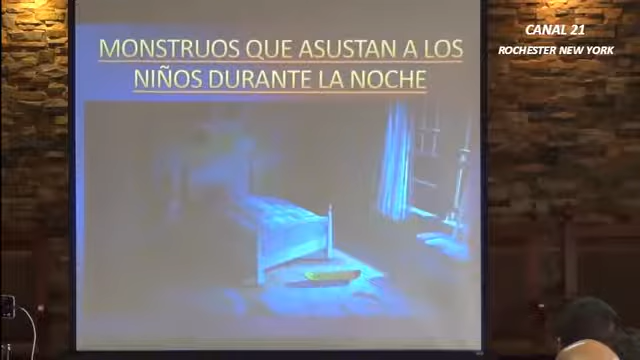 MONSTRUOS QUE ASUSTAN A LOS
NIÑOS DURANTE LA NOCHE
CANAL 21
ROCHESTER NEW YORK